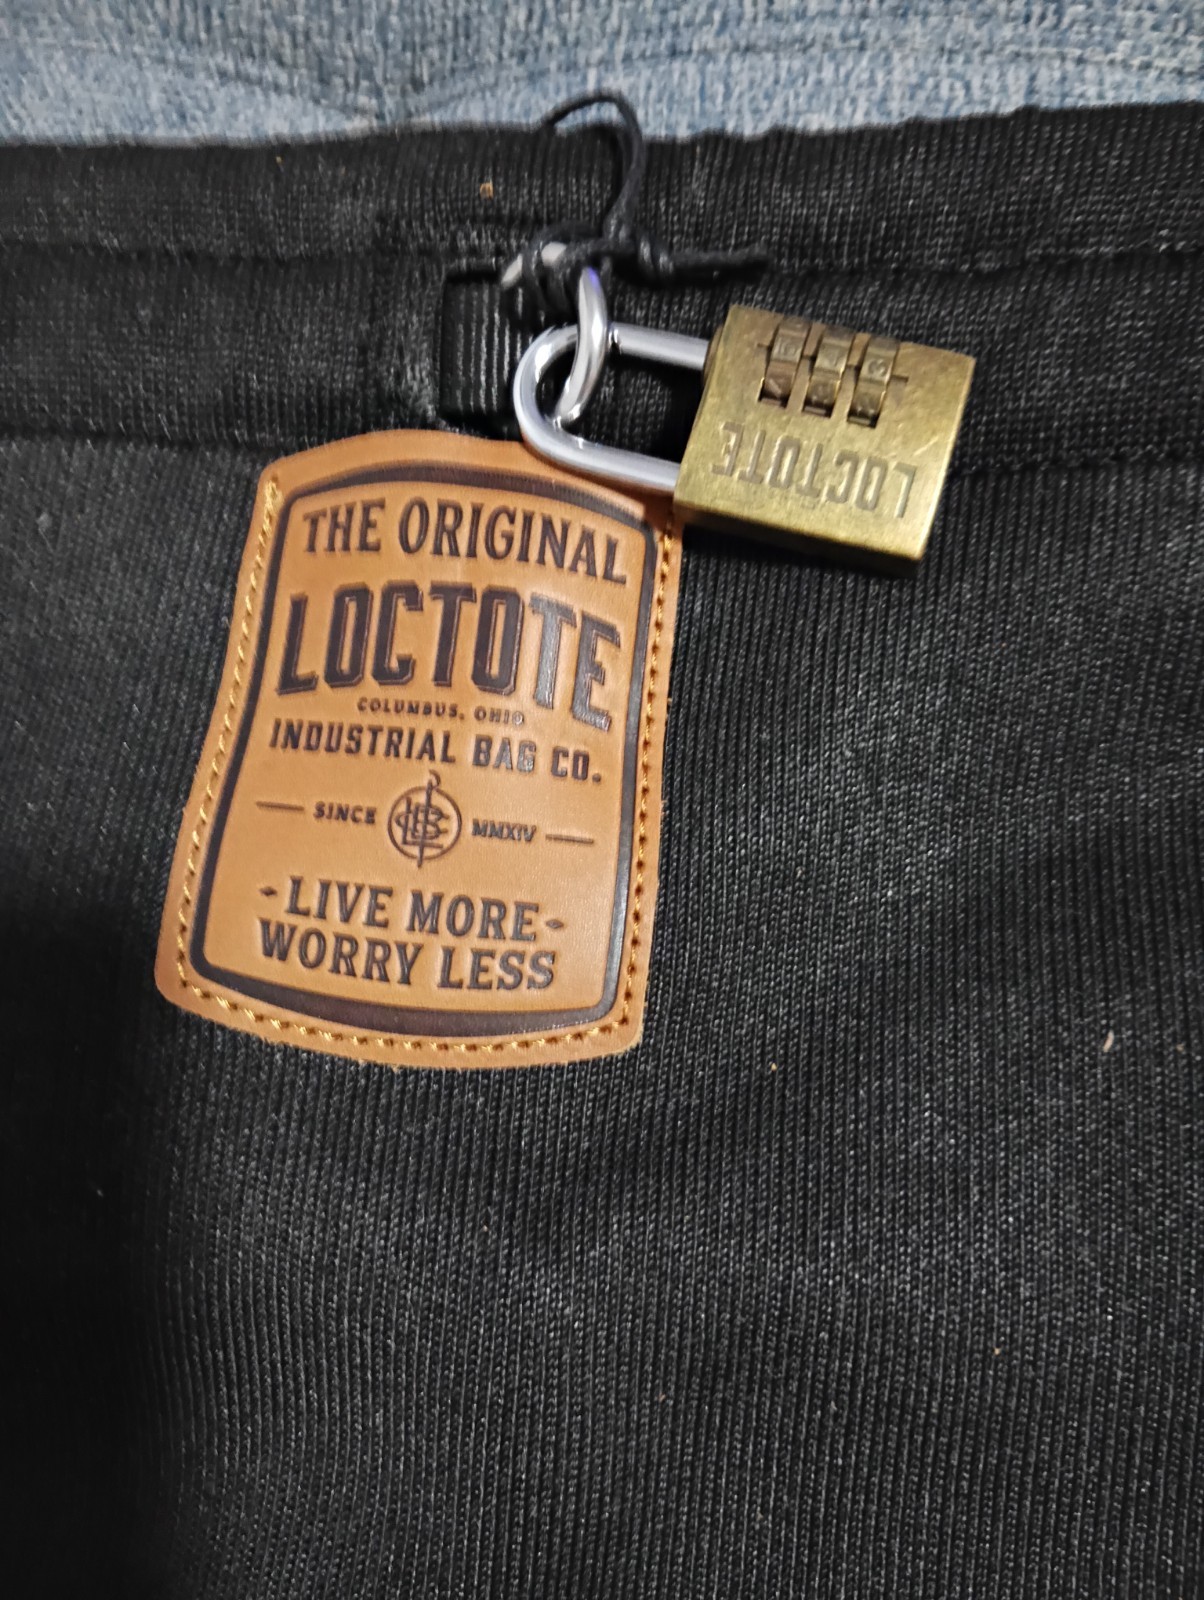 THE ORIGINAL
LOCTOTE
COLUMBUS, OHIO
INDUSTRIAL BAG CO.
SINCE MMXIV
-LIVE MORE-
WORRY LESS
LOCTOTE